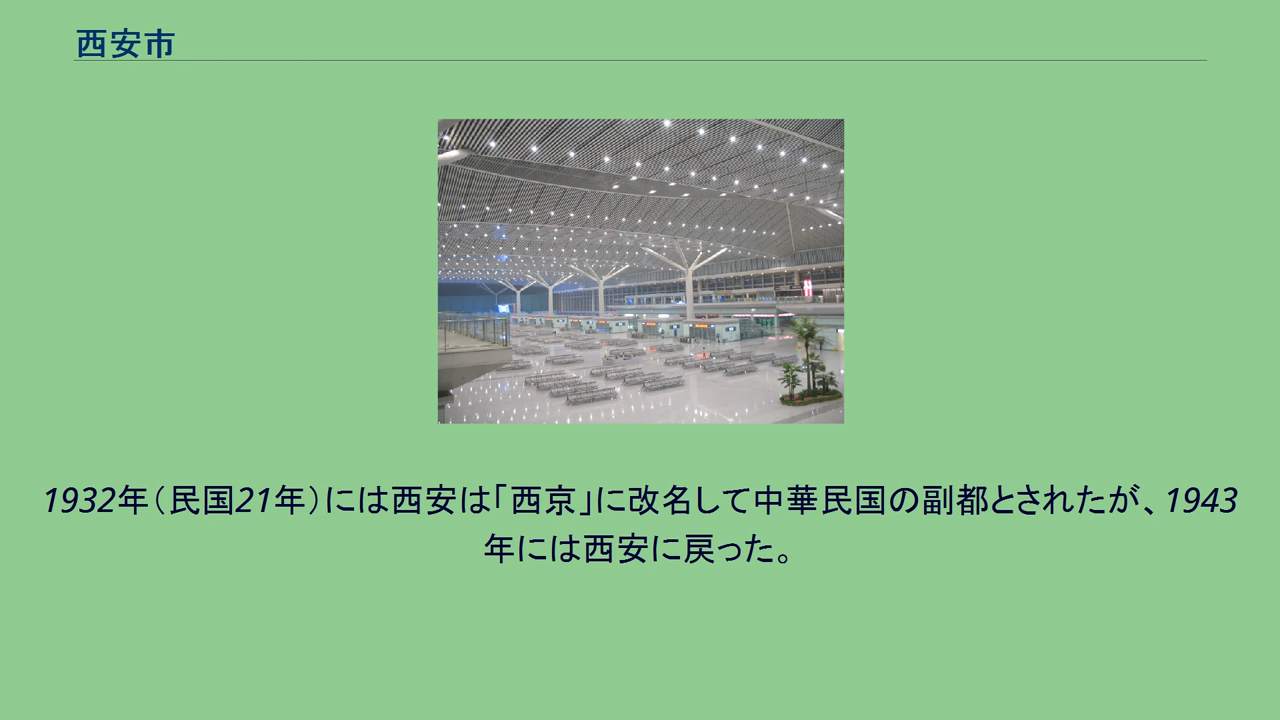 西安市
1932年（民国21年）には西安は「西京」に改名して中華民国の副都とされたが、1943
年には西安に戻った。